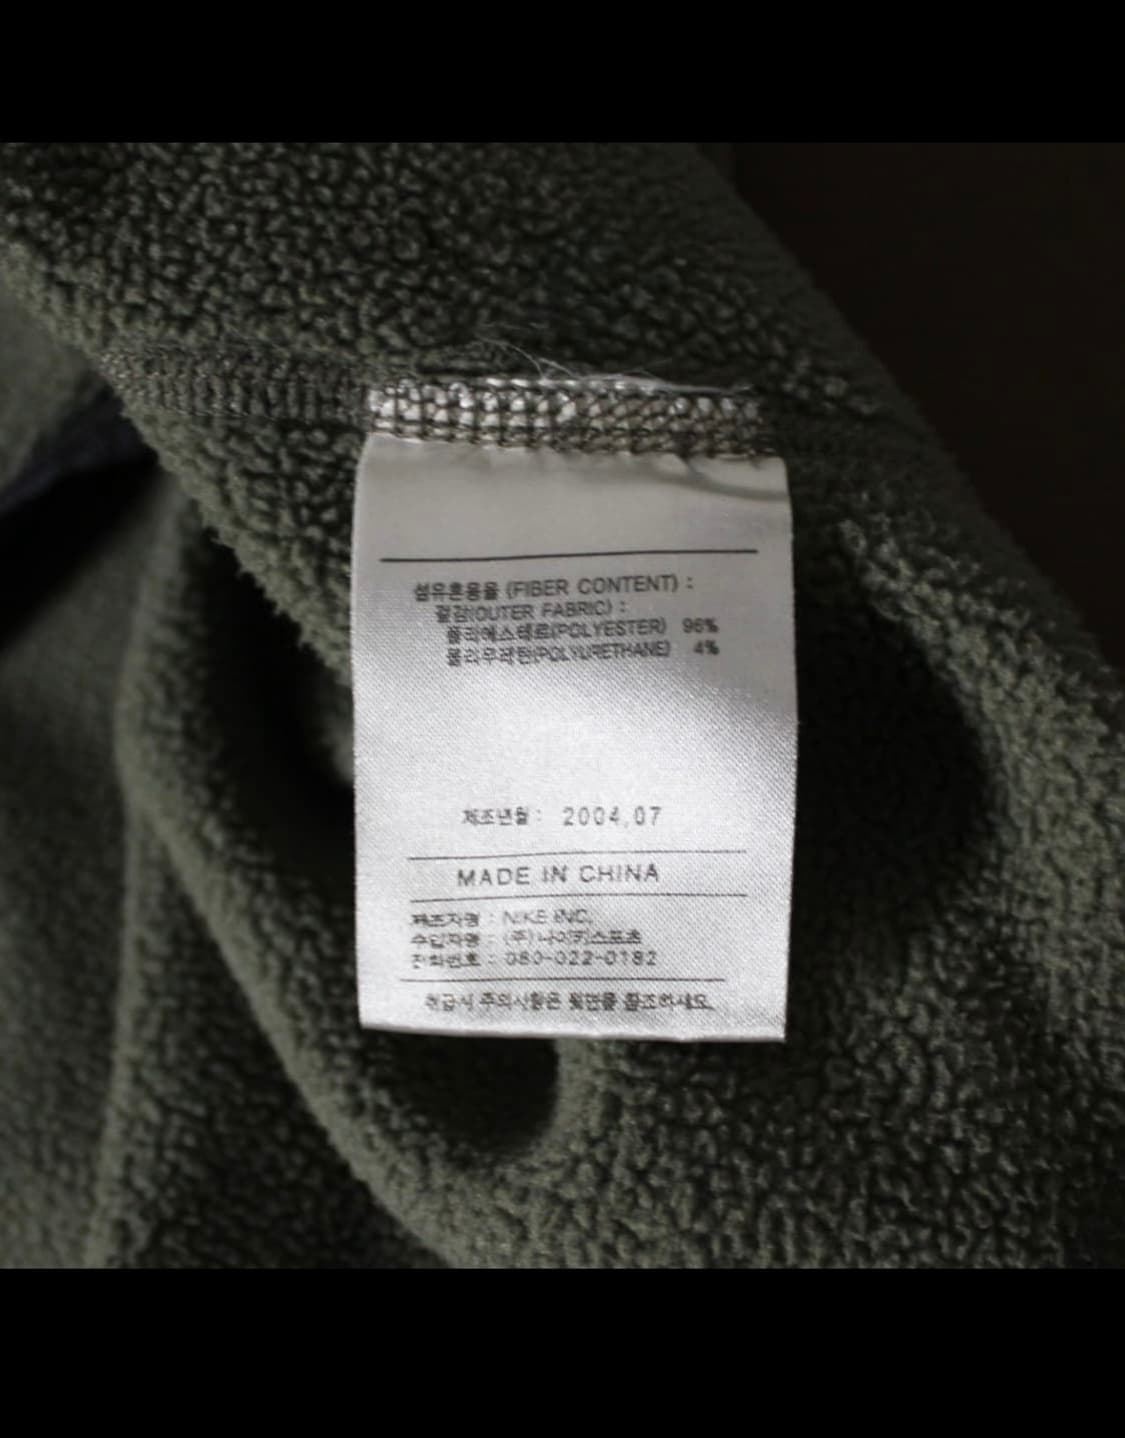 섬유혼용율 (FIBER CONTENT) :
겉감(OUTER FABRIC) :
폴리에스테르(POLYESTER) 96%
폴리우레탄(POLYURETHANE) 4%
제조년월 : 2004.07
MADE IN CHINA
제조자명 : NIKE INC.
수입자명 : (주)나이키스포츠
전화번호 : 080-022-0182
취급시 주의사항은 뒷면을 참조하세요.